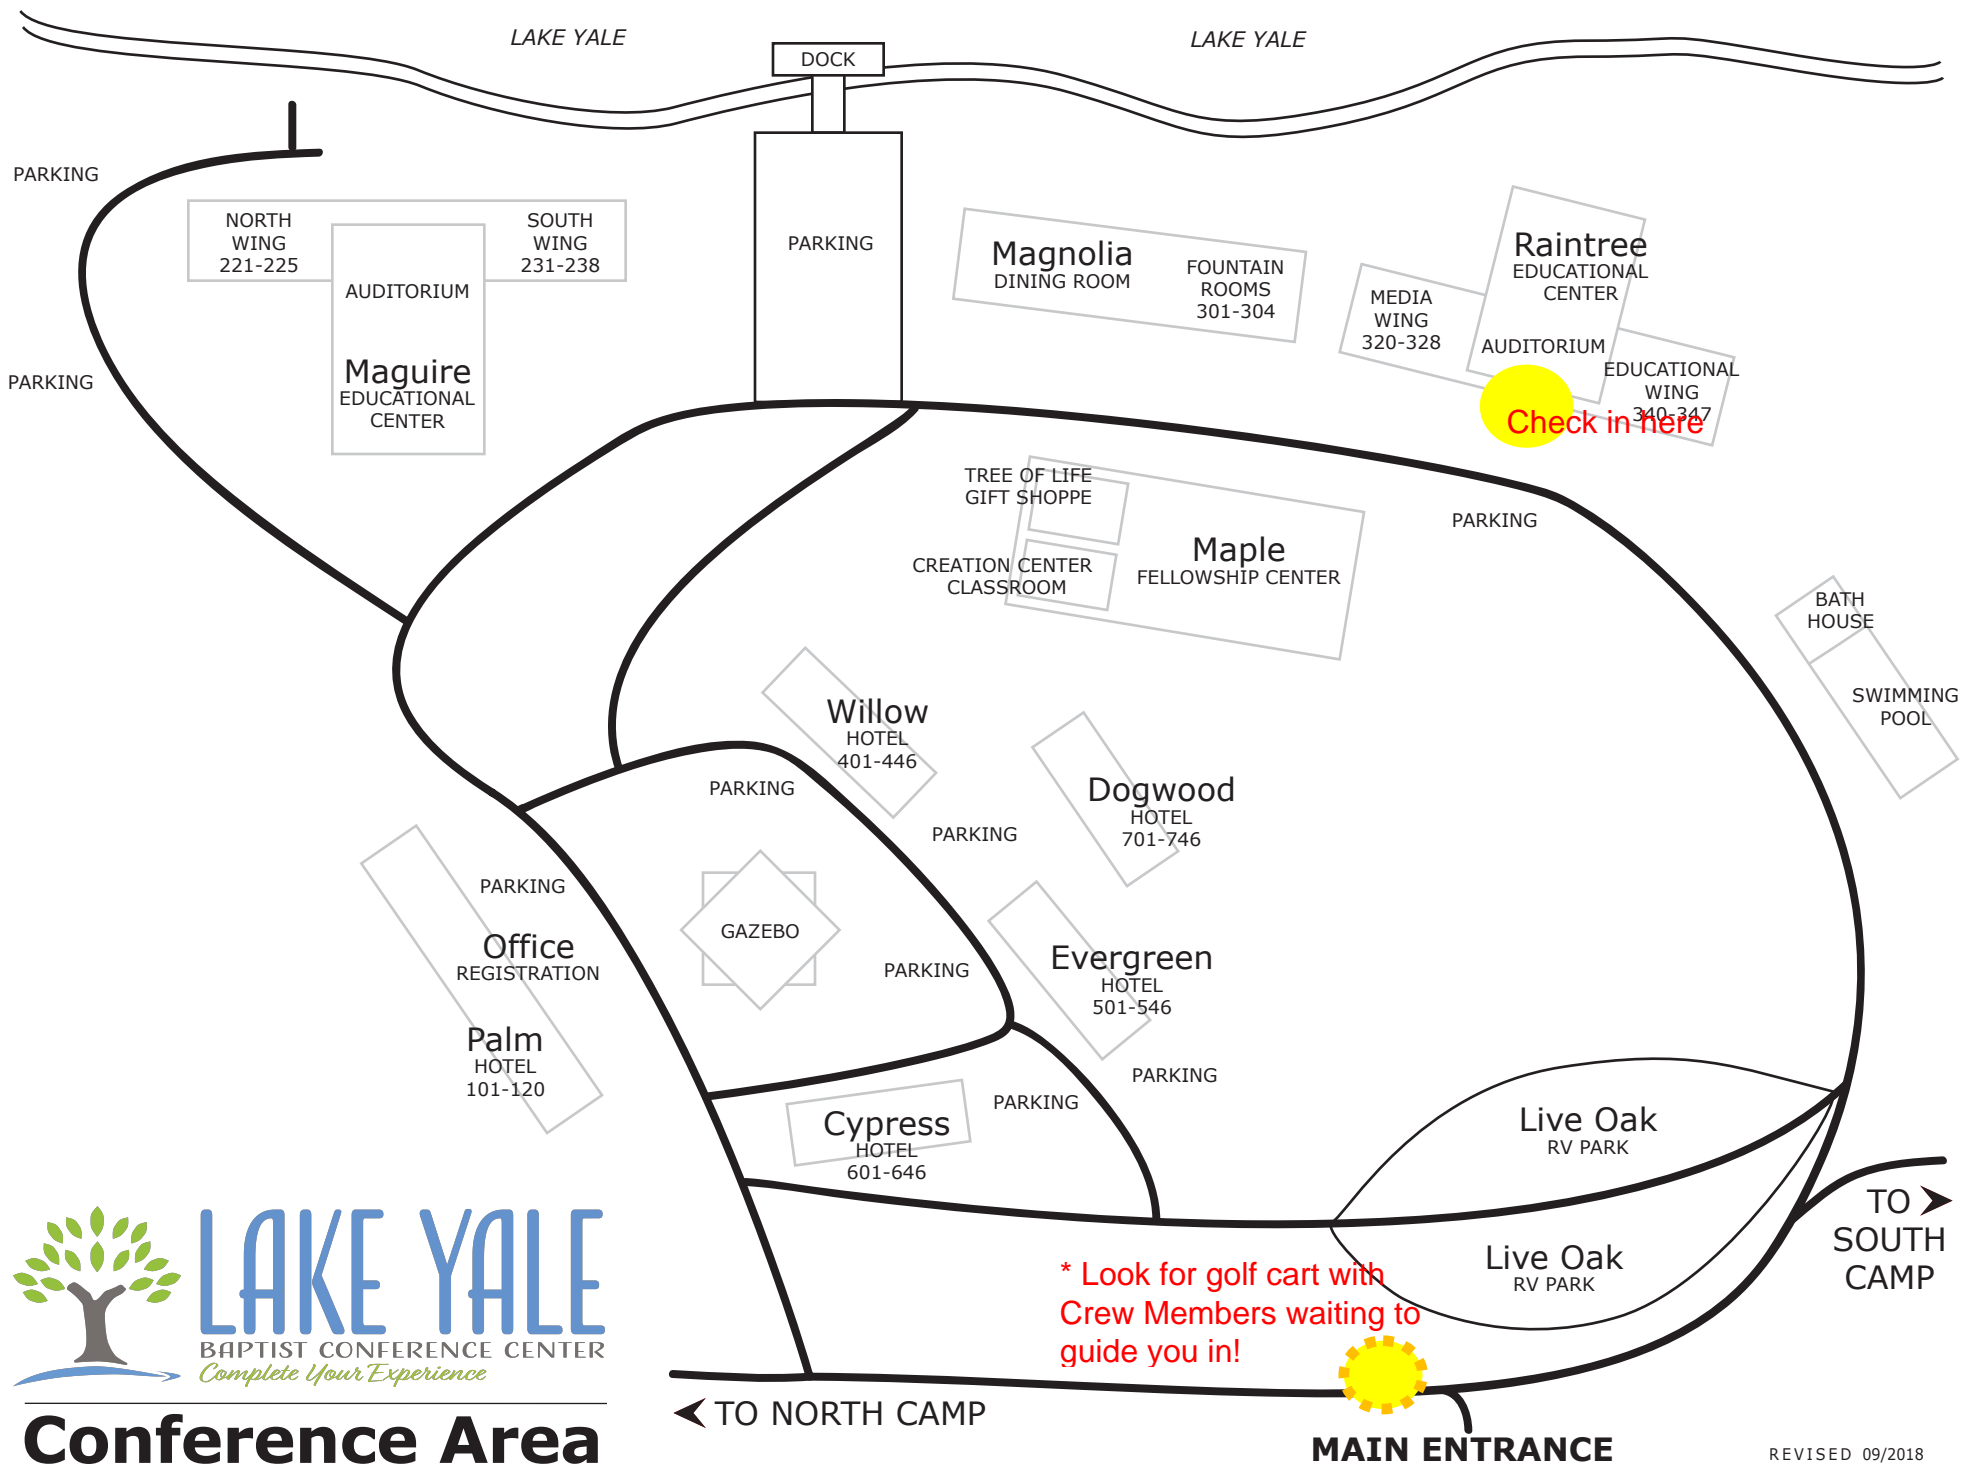 LAKE YALE
LAKE YALE
DOCK
PARKING
NORTH
WING
221-225
SOUTH
WING
231-238
AUDITORIUM
Maguire
EDUCATIONAL
CENTER
PARKING
PARKING
Magnolia
DINING ROOM
FOUNTAIN
ROOMS
301-304
Raintree
EDUCATIONAL
CENTER
MEDIA
WING
320-328
AUDITORIUM
EDUCATIONAL
WING
340-347
Check in here
TREE OF LIFE
GIFT SHOPPE
CREATION CENTER
CLASSROOM
Maple
FELLOWSHIP CENTER
PARKING
BATH
HOUSE
SWIMMING
POOL
Willow
HOTEL
401-446
PARKING
PARKING
Dogwood
HOTEL
701-746
PARKING
Office
REGISTRATION
Palm
HOTEL
101-120
GAZEBO
PARKING
Evergreen
HOTEL
501-546
PARKING
PARKING
Cypress
HOTEL
601-646
Live Oak
RV PARK
Live Oak
RV PARK
TO
SOUTH
CAMP
* Look for golf cart with
Crew Members waiting to
guide you in!
LAKE YALE
BAPTIST CONFERENCE CENTER
Complete Your Experience
Conference Area
TO NORTH CAMP
MAIN ENTRANCE
REVISED 09/2018